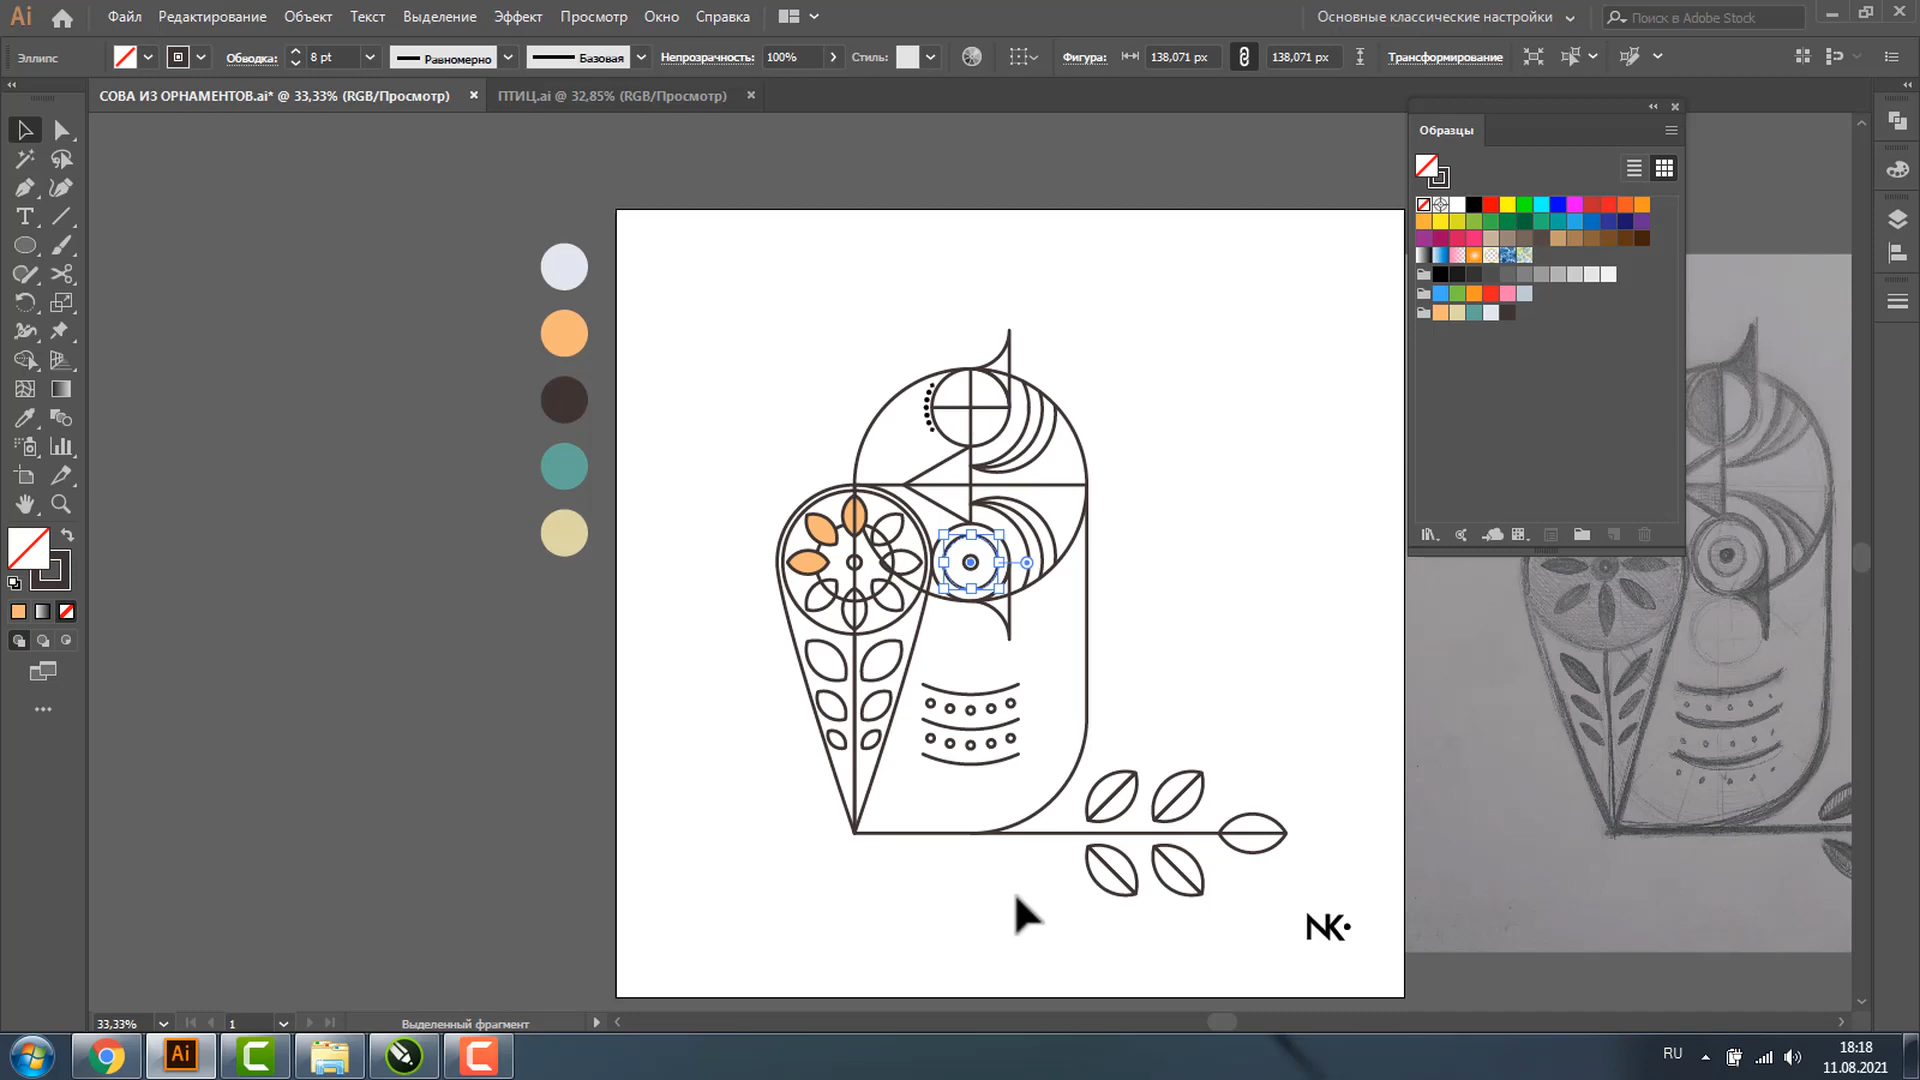 Ai Файл Редактирование Объект Текст Выделение Эффект Просмотр Окно Справка Основные классические настройки Поиск в Adobe Stock
Эллипс Обводка: 8 pt Равномерно Базовая Непрозрачность: 100% Стиль: Фигура: 138,071 px 138,071 px Трансформирование
СОВА ИЗ ОРНАМЕНТОВ.ai* @ 33,33% (RGB/Просмотр) ПТИЦ.ai @ 32,85% (RGB/Просмотр)
Образцы
NK.
33,33% 1 Выделенный фрагмент
Ai RU 18:18
11.08.2021